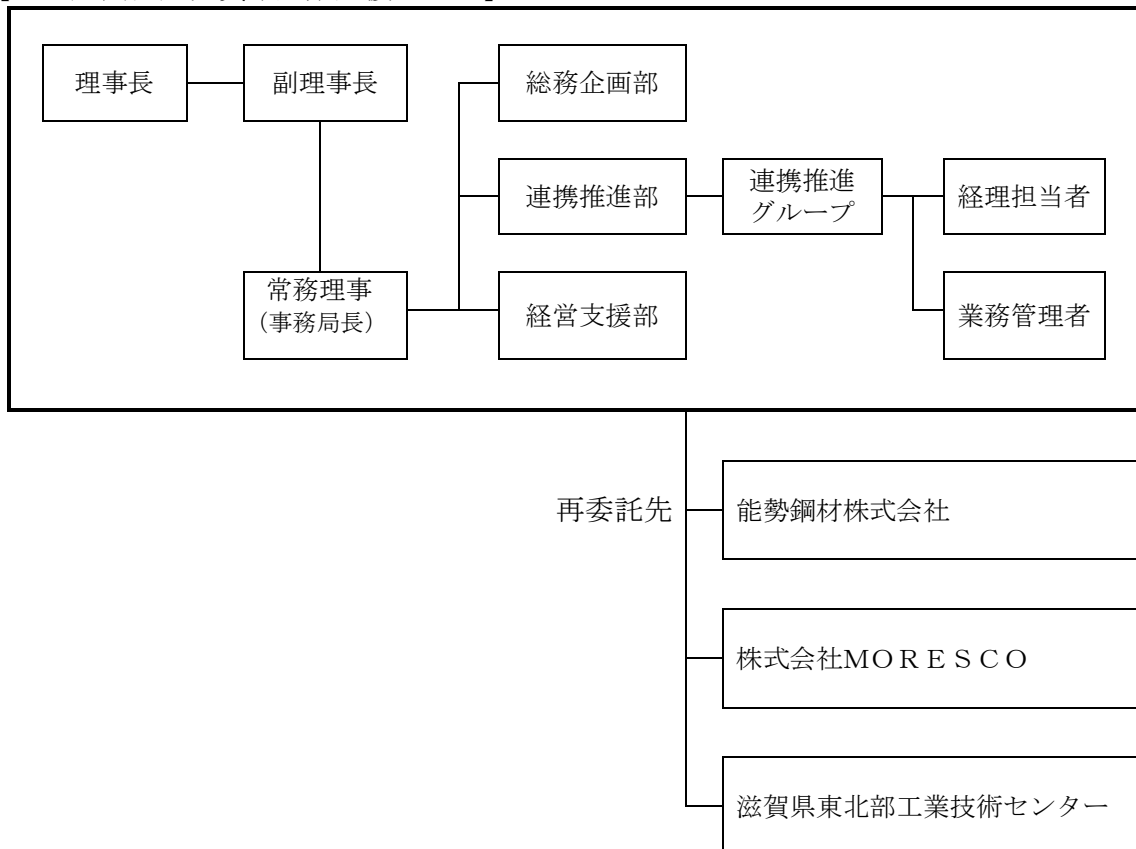 理事長
副理事長
総務企画部
連携推進部
連携推進
グループ
経理担当者
常務理事
（事務局長）
経営支援部
業務管理者
再委託先
能勢鋼材株式会社
株式会社MORESCO
滋賀県東北部工業技術センター